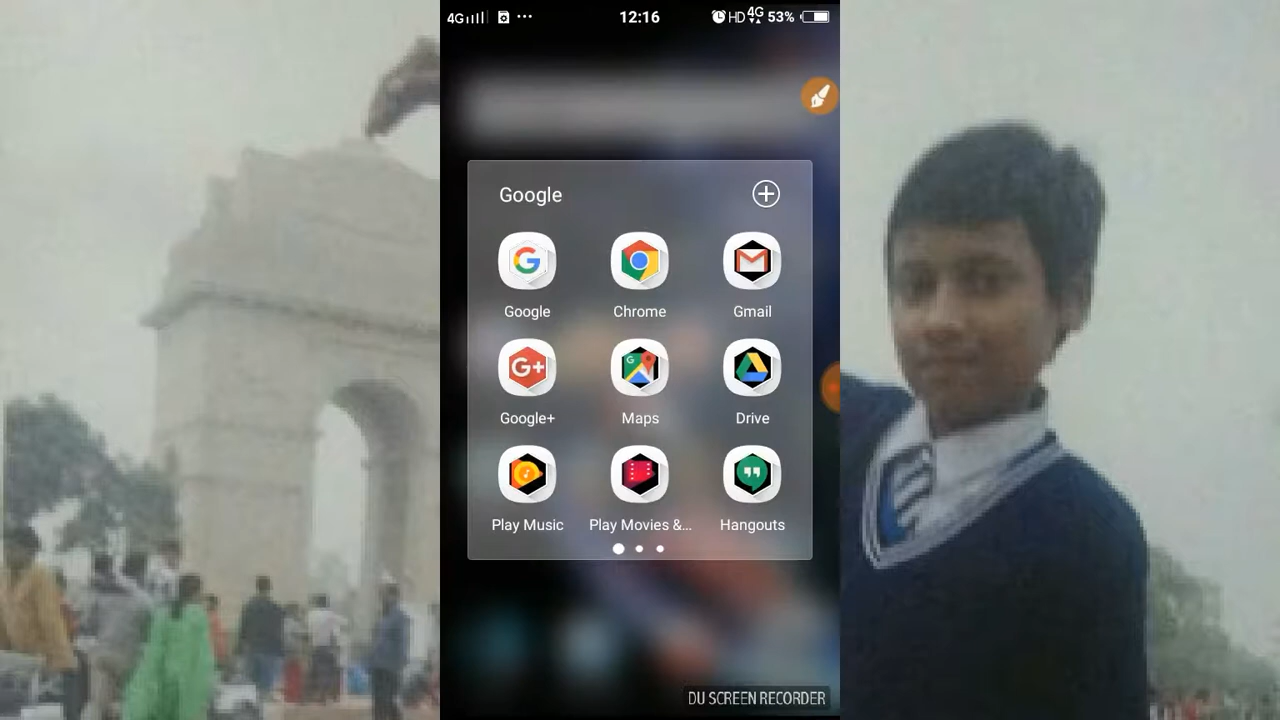 4G 12:16 HD 4G 53%
Google
Google Chrome Gmail
G+ G
Google+ Maps Drive
Play Music Play Movies &... Hangouts
DU SCREEN RECORDER